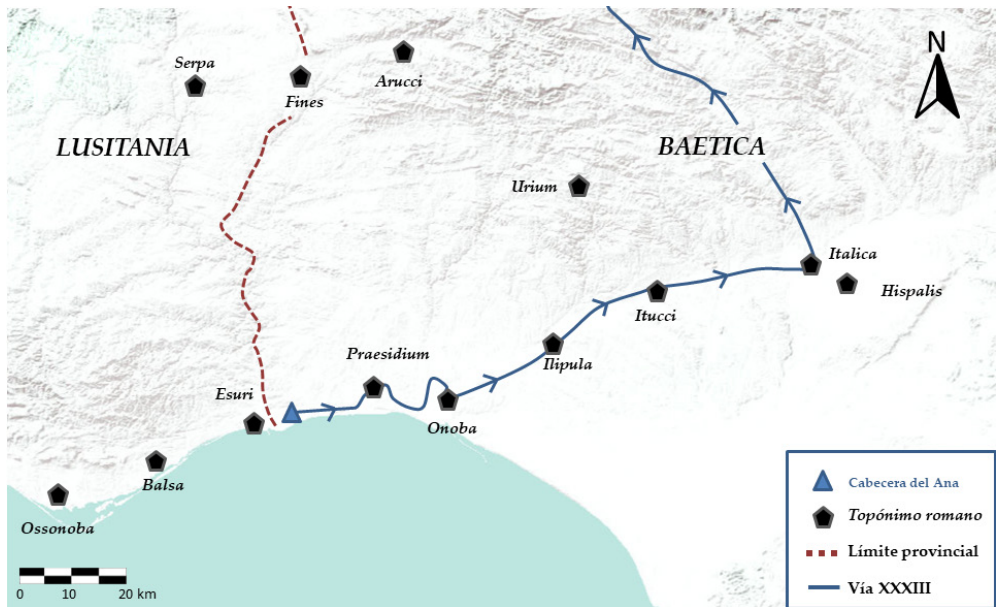 N
Serpa
Fines
Arucci
LUSITANIA
BAETICA
Urium
Italica
Hispalis
Itucci
Praesidium
Ilipula
Esuri
Onoba
Balsa
Ossonoba
Cabecera del Ana
Topónimo romano
Límite provincial
Vía XXXIII
0 10 20 km